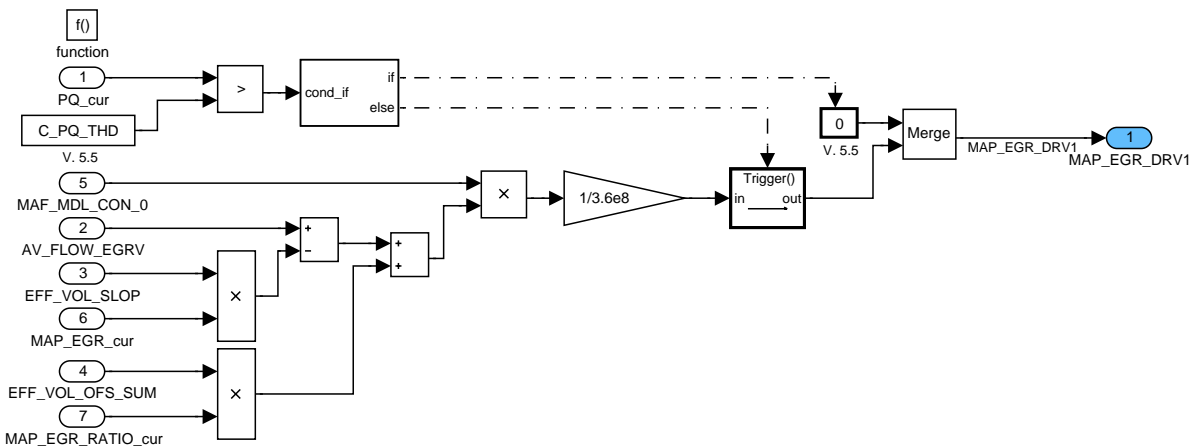 f()
function
1
PQ_cur
C_PQ_THD
V. 5.5
>
cond_if
if
else
0
V. 5.5
Merge
MAP_EGR_DRV1
1
MAP_EGR_DRV1
5
MAF_MDL_CON_0
×
1/3.6e8
Trigger()
in
out
2
AV_FLOW_EGRV
+
−
+
+
3
EFF_VOL_SLOP
×
6
MAP_EGR_cur
4
EFF_VOL_OFS_SUM
×
7
MAP_EGR_RATIO_cur